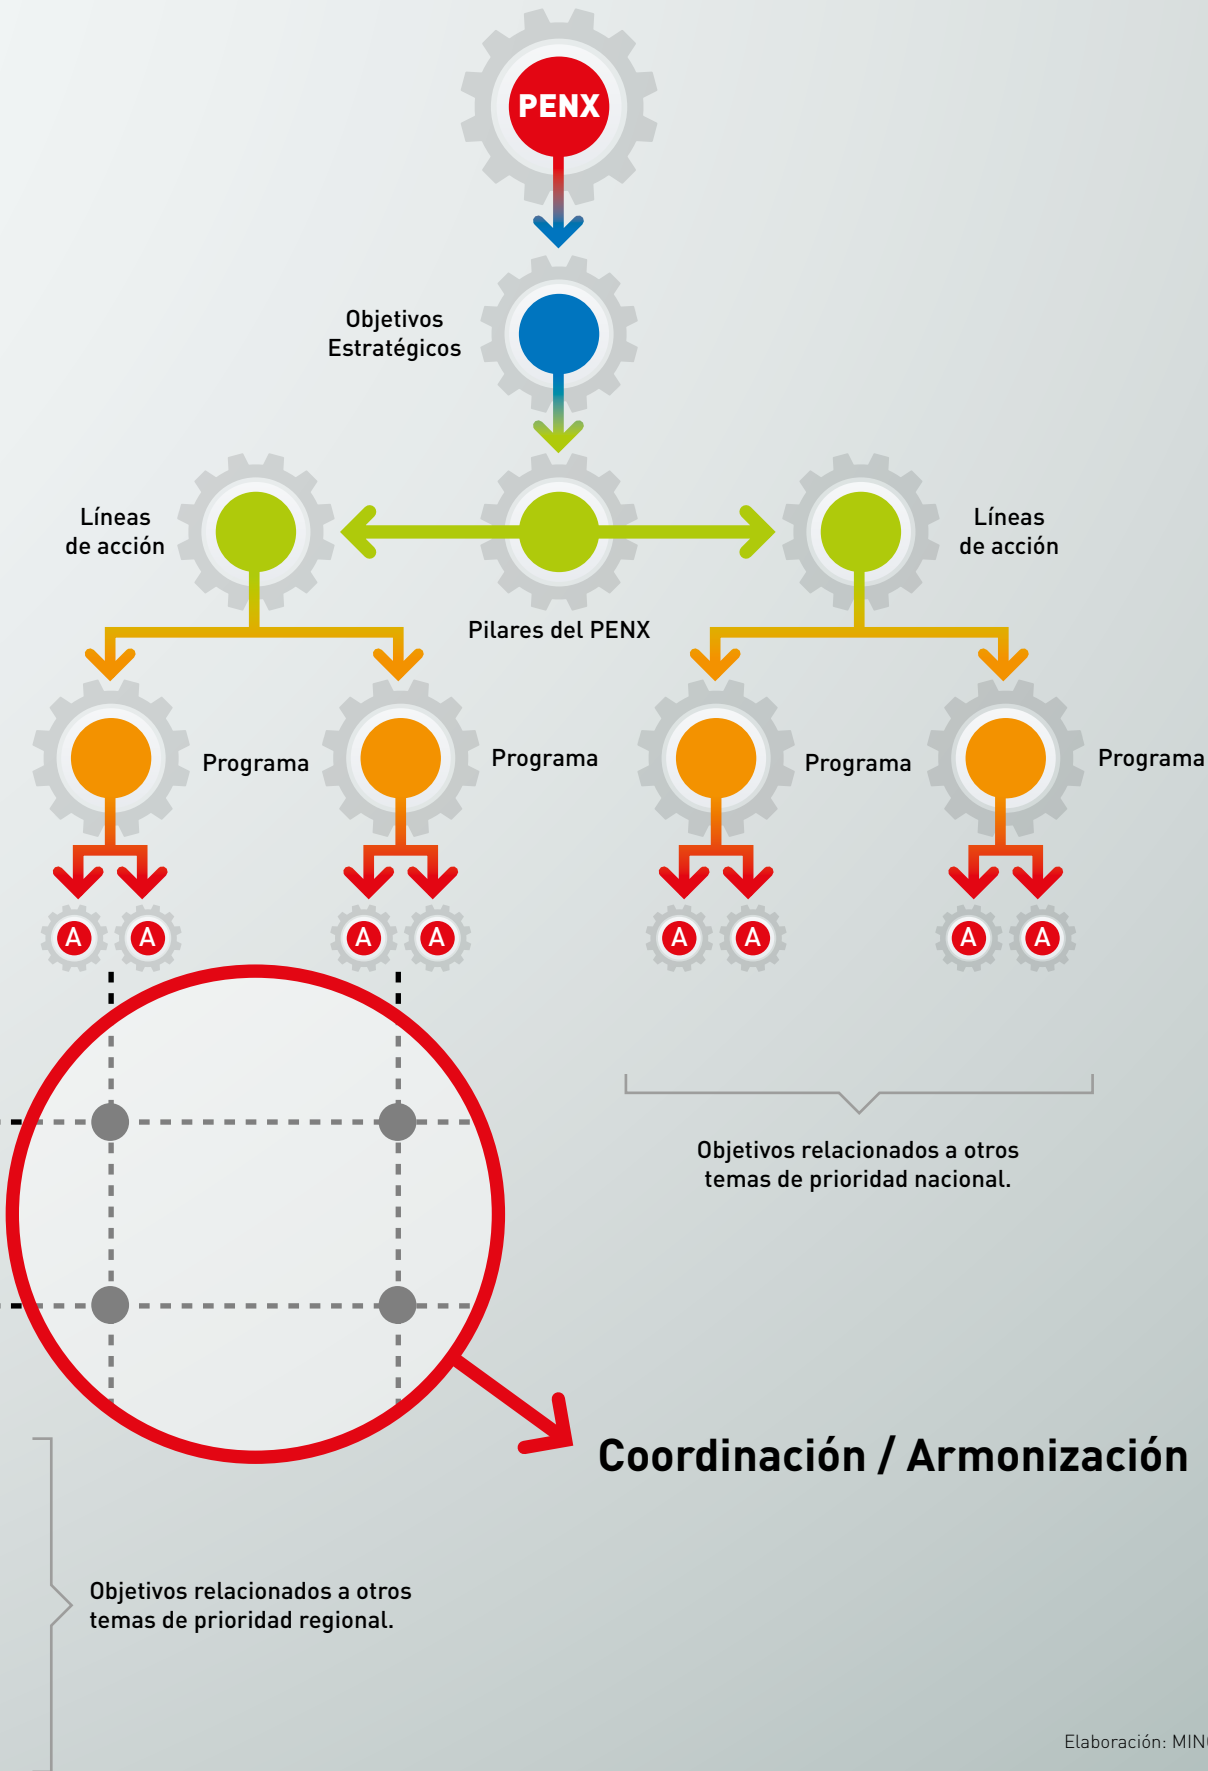 PENX
Objetivos
Estratégicos
Líneas
de acción
Líneas
de acción
Pilares del PENX
Programa
Programa
Programa
Programa
A A A A A A A A
Objetivos relacionados a otros
temas de prioridad nacional.
Coordinación / Armonización
Objetivos relacionados a otros
temas de prioridad regional.
Elaboración: